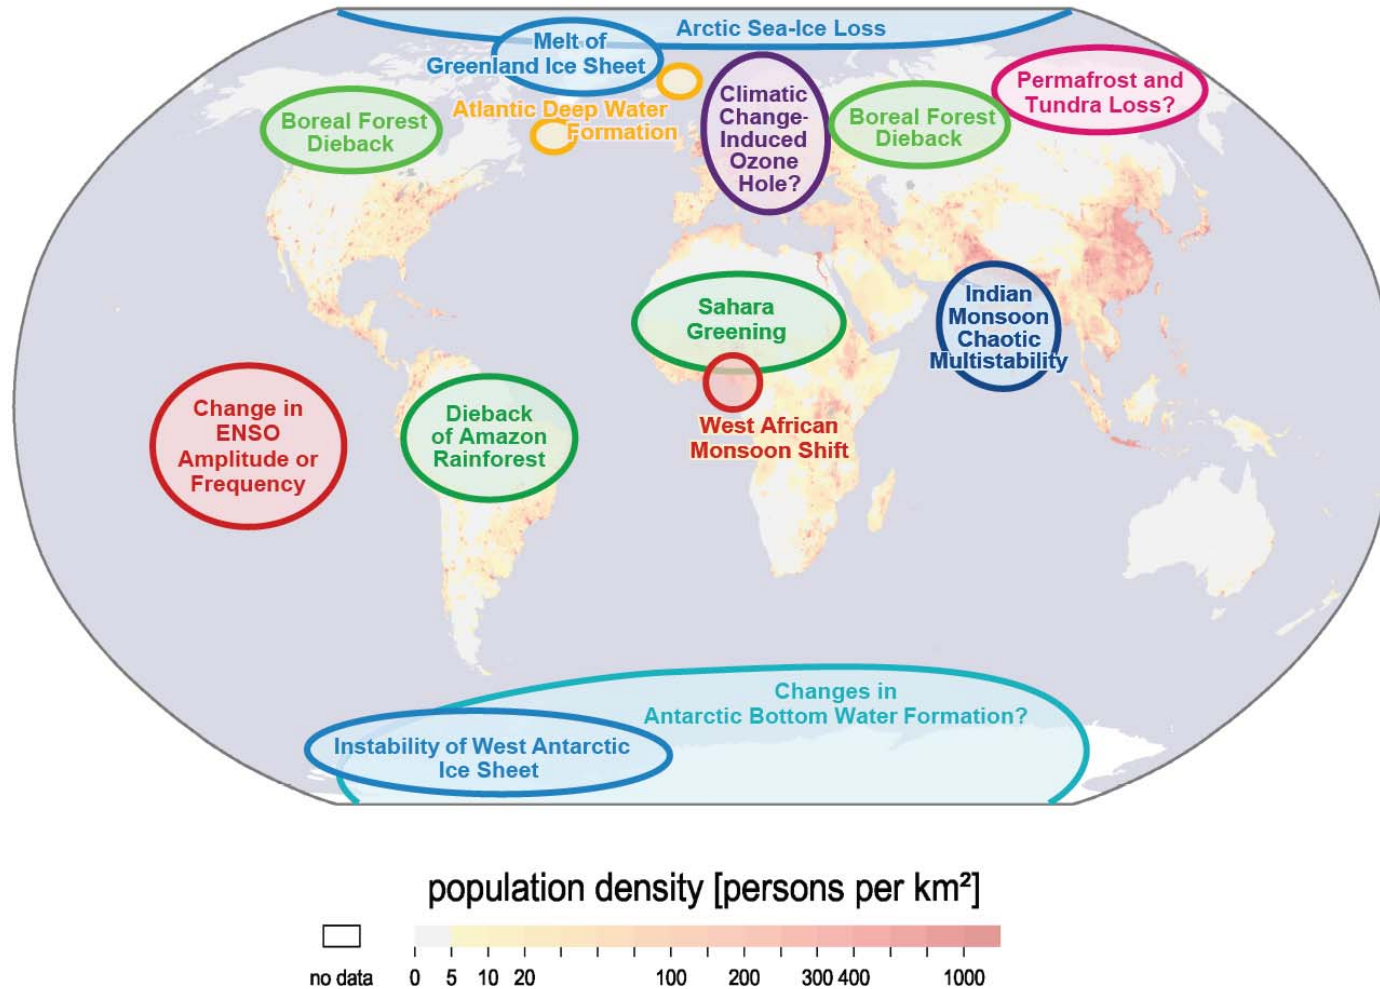 Arctic Sea-Ice Loss
Melt of
Greenland Ice Sheet
Atlantic Deep Water
Formation
Climatic
Change-
Induced
Ozone
Hole?
Permafrost and
Tundra Loss?
Boreal Forest
Dieback
Boreal Forest
Dieback
Sahara
Greening
Indian
Monsoon
Chaotic
Multistability
West African
Monsoon Shift
Change in
ENSO
Amplitude or
Frequency
Dieback
of Amazon
Rainforest
Changes in
Antarctic Bottom Water Formation?
Instability of West Antarctic
Ice Sheet
population density [persons per km²]
no data 0 5 10 20 100 200 300 400 1000